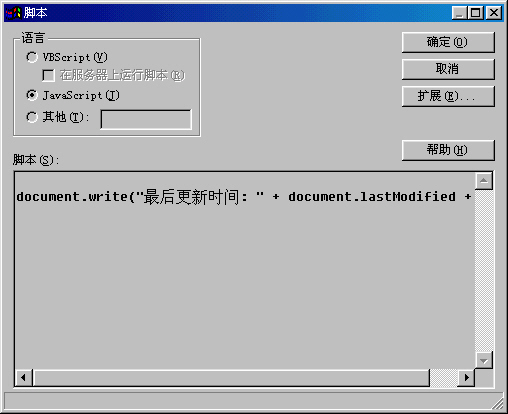 脚本
语言
VBScript(V)
在服务器上运行脚本(R)
JavaScript(J)
其他(T):
确定(O)
取消
扩展(E)...
帮助(H)
脚本(S):
document.write("最后更新时间: " + document.lastModified +